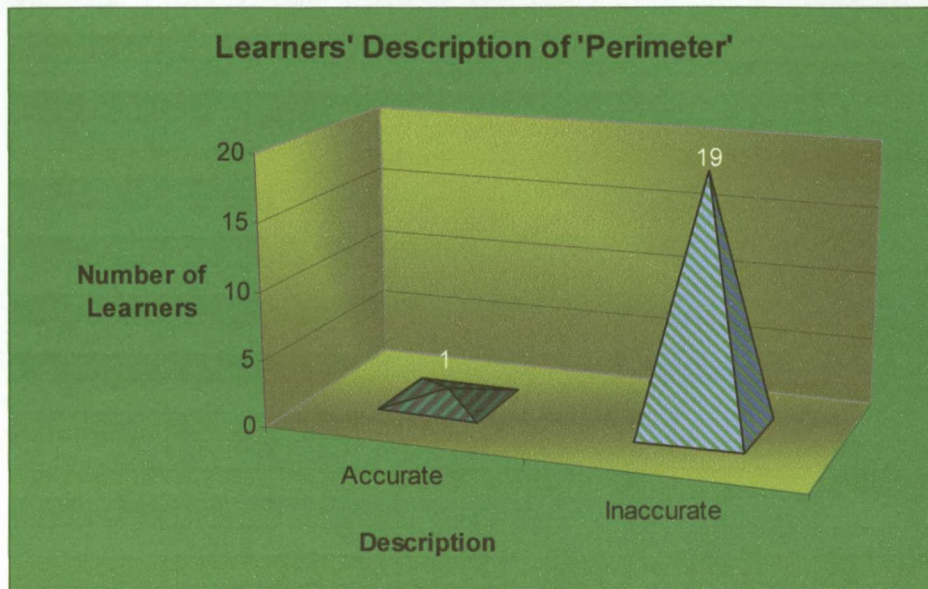 Learners' Description of 'Perimeter'
20
15
10
5
0
Number of
Learners
1
19
Accurate
Inaccurate
Description